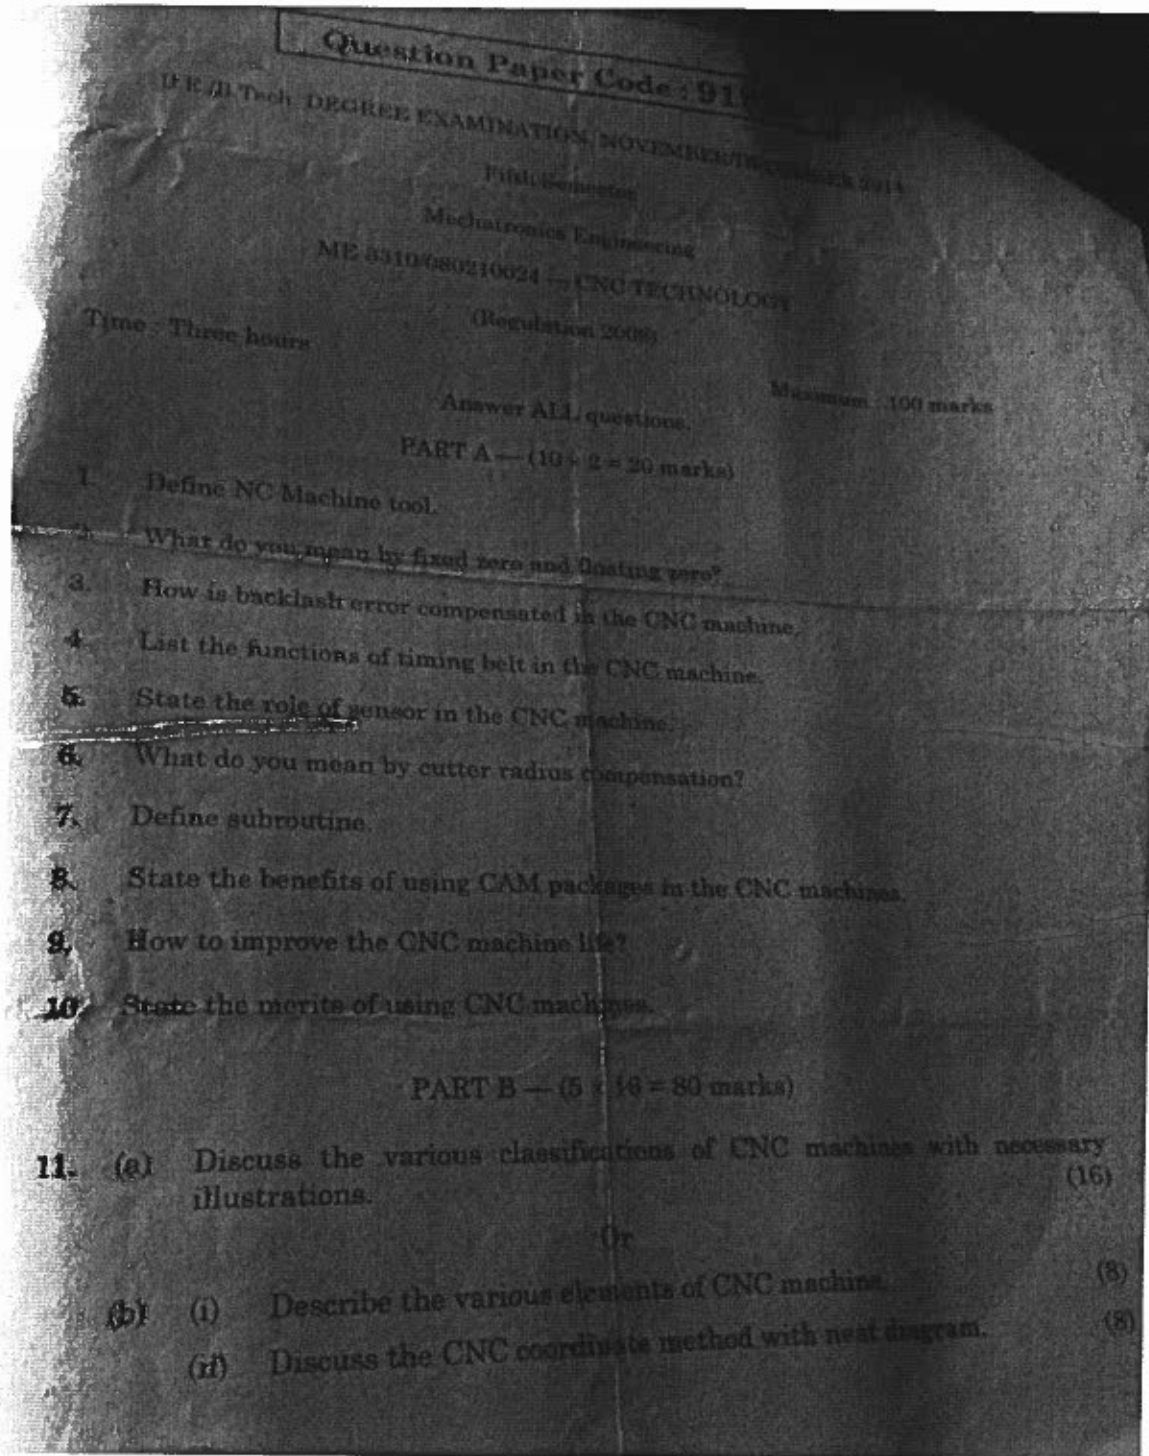 Question Paper Code : 91
B.E./B.Tech. DEGREE EXAMINATION, NOVEMBER/DECEMBER 2014
Fifth Semester
Mechatronics Engineering
ME 3310/080210024 — CNC TECHNOLOGY
(Regulation 2008)
Time : Three hours
Maximum : 100 marks
Answer ALL questions.
PART A — (10 × 2 = 20 marks)
1. Define NC Machine tool.
2. What do you mean by fixed zero and floating zero?
3. How is backlash error compensated in the CNC machine.
4. List the functions of timing belt in the CNC machine.
5. State the role of sensor in the CNC machine.
6. What do you mean by cutter radius compensation?
7. Define subroutine.
8. State the benefits of using CAM packages in the CNC machines.
9. How to improve the CNC machine life?
10. State the merits of using CNC machines.
PART B — (5 × 16 = 80 marks)
11. (a) Discuss the various classifications of CNC machines with necessary
illustrations. (16)
Or
(b) (i) Describe the various elements of CNC machine. (8)
(ii) Discuss the CNC coordinate method with neat diagram. (8)